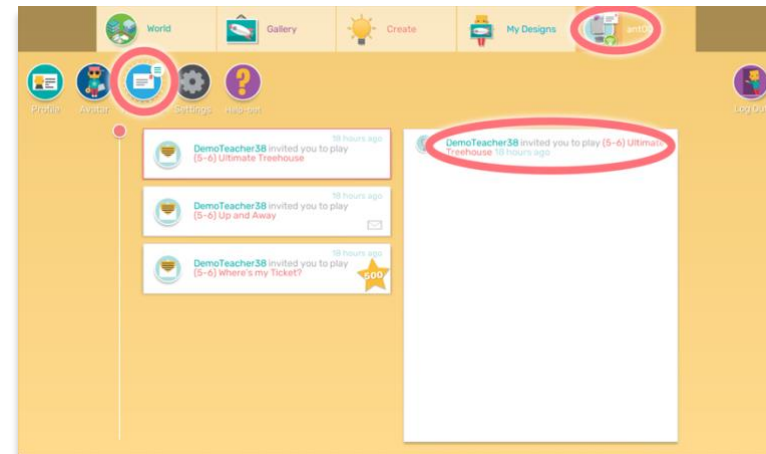 World
Gallery
Create
My Designs
Profile
Avatar
Settings
Help-bot
Log Out
18 hours ago
DemoTeacher38 invited you to play
(5-6) Ultimate Treehouse
18 hours ago
DemoTeacher38 invited you to play
(5-6) Up and Away
18 hours ago
DemoTeacher38 invited you to play
(5-6) Where's my Ticket?
500
DemoTeacher38 invited you to play (5-6) Ultimate
Treehouse 18 hours ago